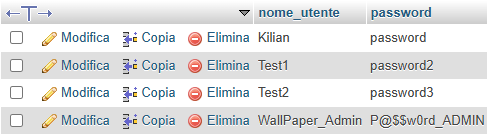 nome_utente password
Modifica Copia Elimina Kilian password
Modifica Copia Elimina Test1 password2
Modifica Copia Elimina Test2 password3
Modifica Copia Elimina WallPaper_Admin P@$$w0rd_ADMIN